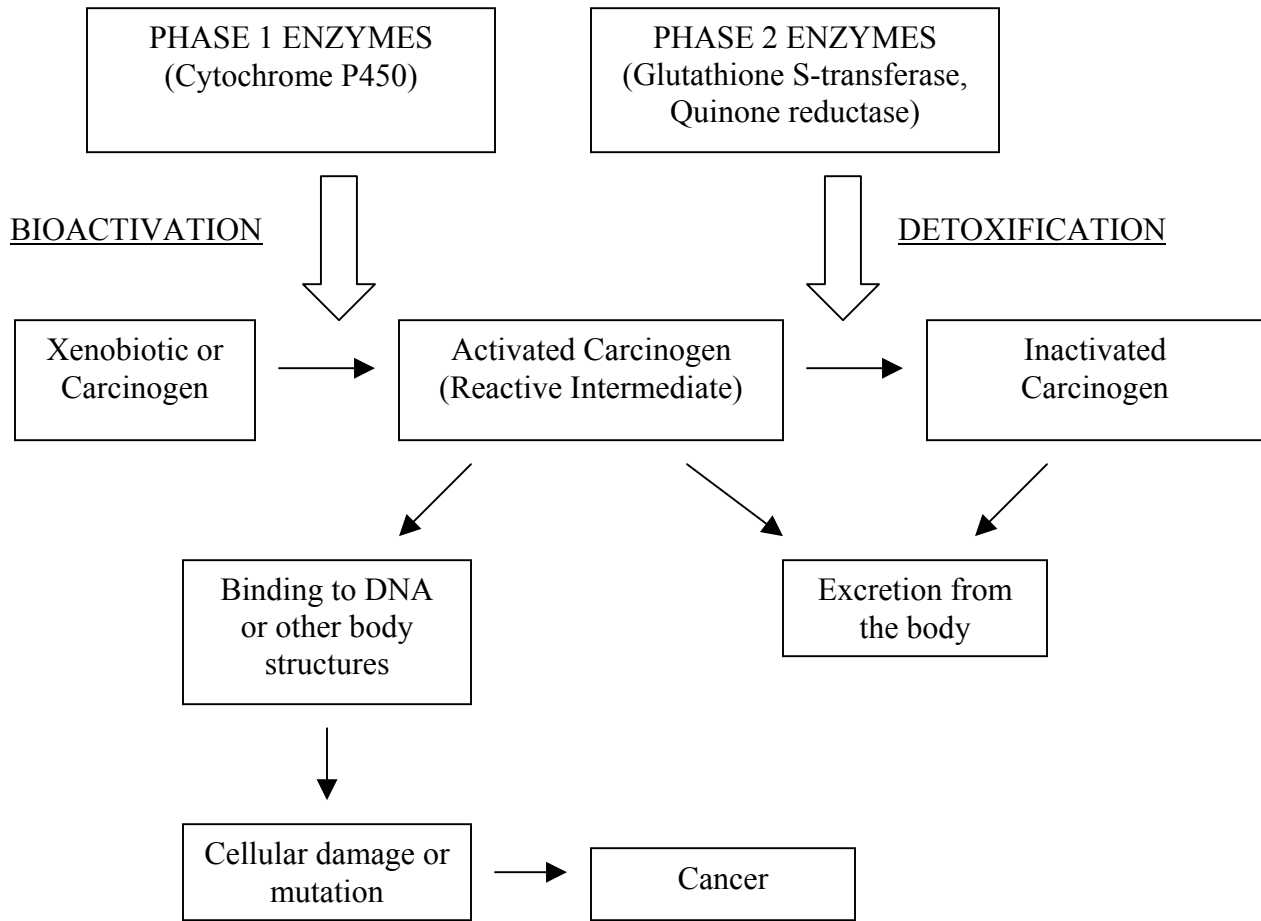 PHASE 1 ENZYMES
(Cytochrome P450)
PHASE 2 ENZYMES
(Glutathione S-transferase,
Quinone reductase)
BIOACTIVATION
DETOXIFICATION
Xenobiotic or
Carcinogen
Activated Carcinogen
(Reactive Intermediate)
Inactivated
Carcinogen
Binding to DNA
or other body
structures
Excretion from
the body
Cellular damage or
mutation
Cancer